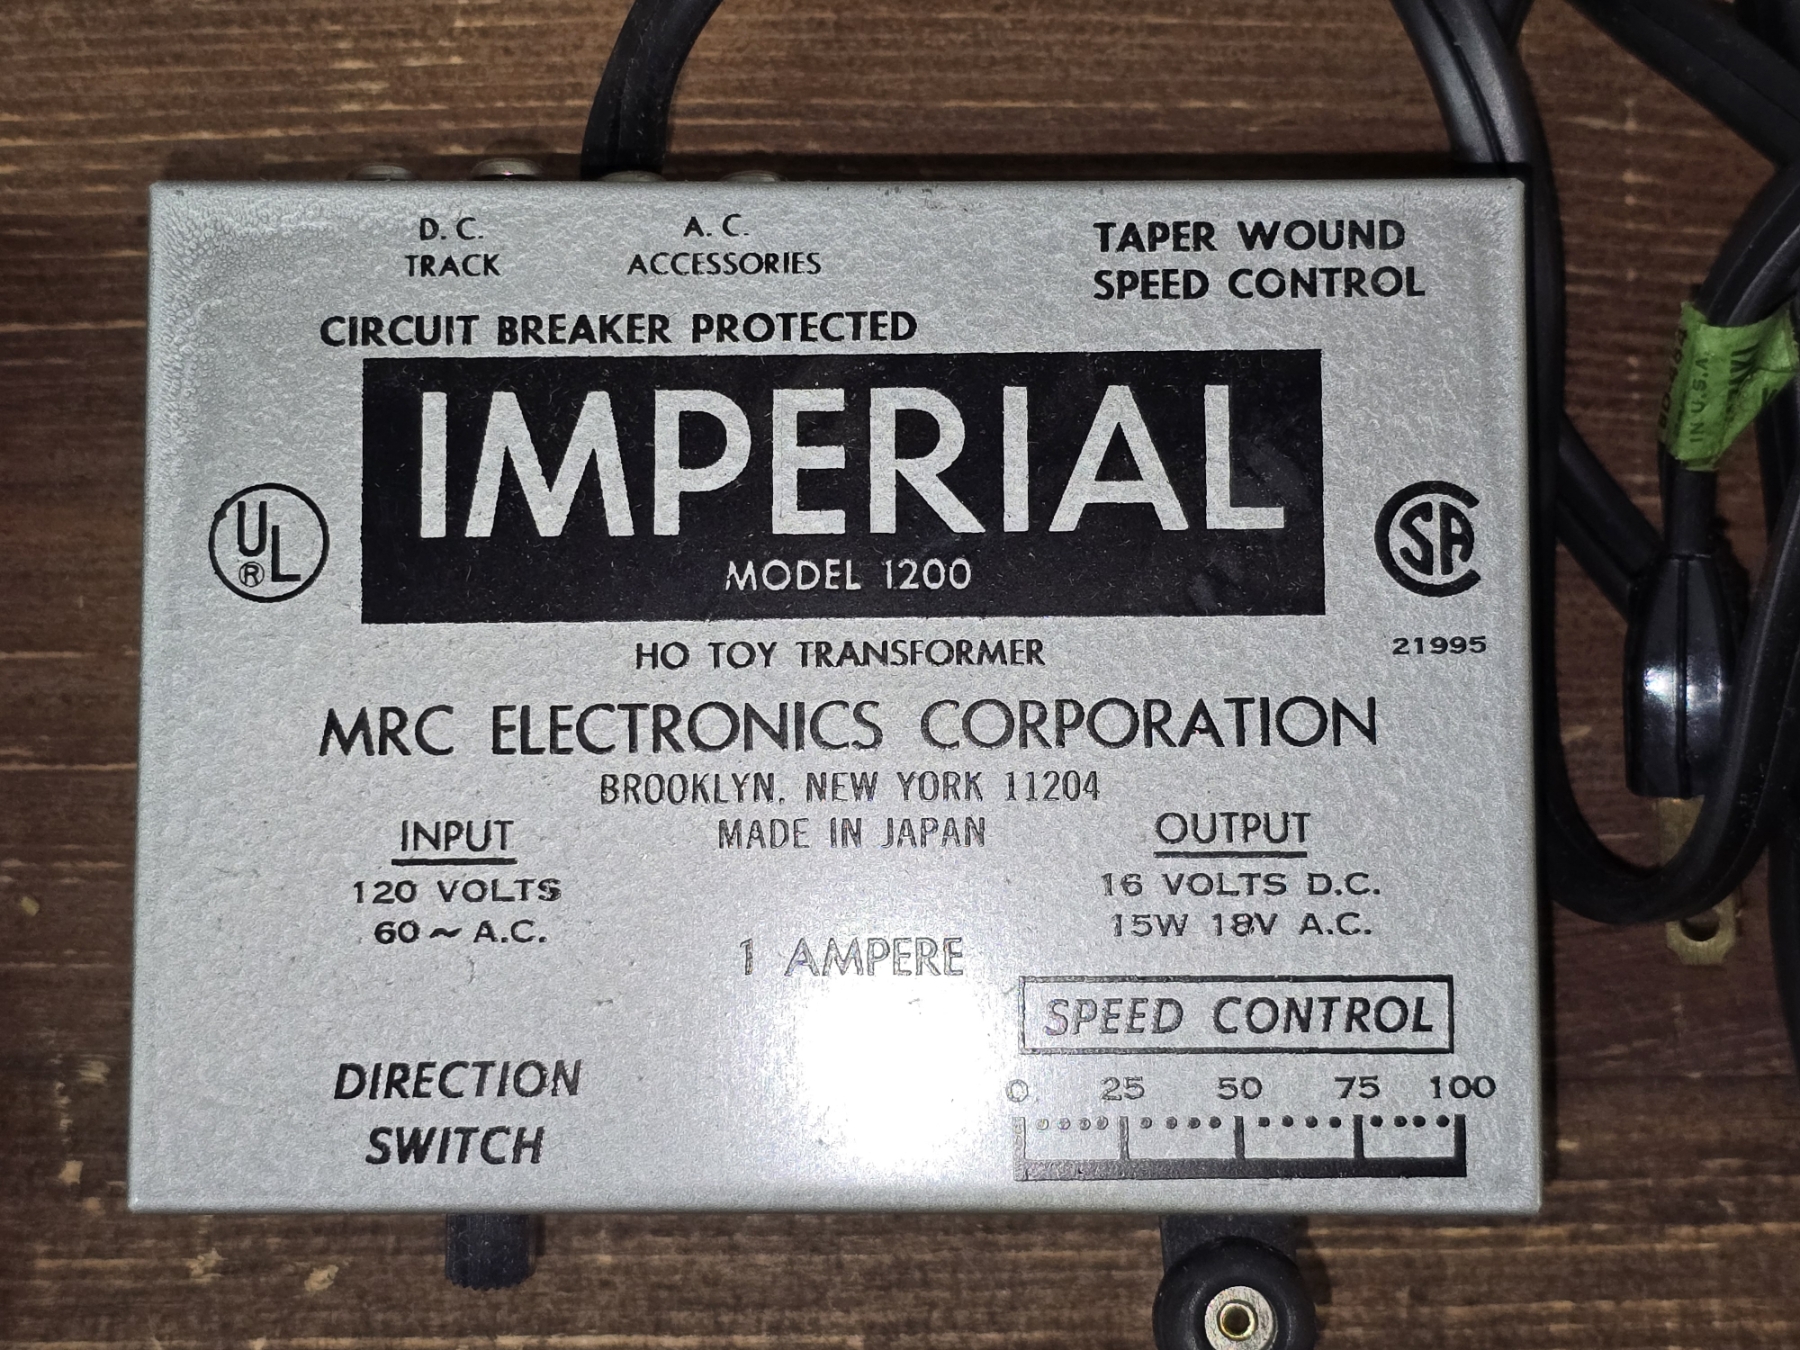 D. C.
TRACK
A. C.
ACCESSORIES
TAPER WOUND
SPEED CONTROL
CIRCUIT BREAKER PROTECTED
IMPERIAL
MODEL 1200
UL
®
SA
21995
HO TOY TRANSFORMER
MRC ELECTRONICS CORPORATION
BROOKLYN, NEW YORK 11204
MADE IN JAPAN
INPUT
120 VOLTS
60 ~ A.C.
OUTPUT
16 VOLTS D.C.
15W 18V A.C.
1 AMPERE
SPEED CONTROL
0 25 50 75 100
DIRECTION
SWITCH
IN U.S.A.